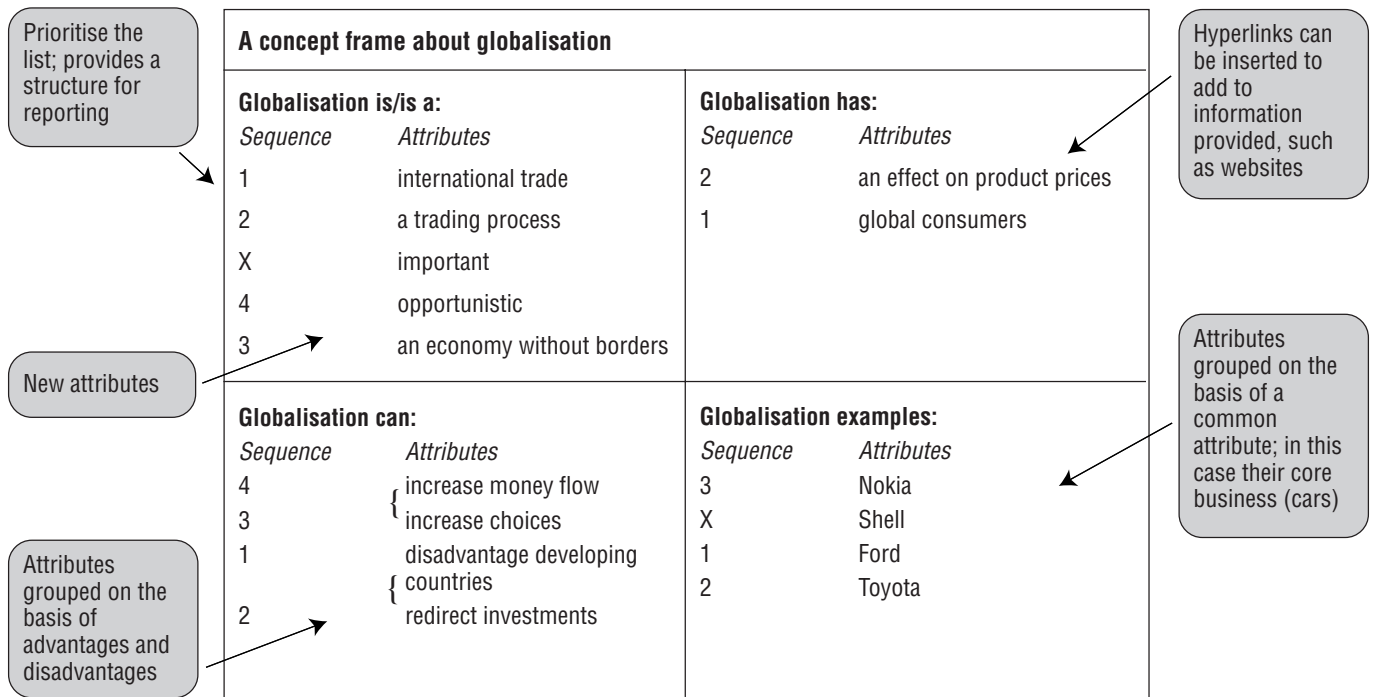 Prioritise the
list; provides a
structure for
reporting
New attributes
Attributes
grouped on the
basis of
advantages and
disadvantages
A concept frame about globalisation
Globalisation is/is a:
Sequence Attributes
1 international trade
2 a trading process
X important
4 opportunistic
3 an economy without borders
Globalisation has:
Sequence Attributes
2 an effect on product prices
1 global consumers
Globalisation can:
Sequence Attributes
4 { increase money flow
3 increase choices
1 disadvantage developing
{ countries
2 redirect investments
Globalisation examples:
Sequence Attributes
3 Nokia
X Shell
1 Ford
2 Toyota
Hyperlinks can
be inserted to
add to
information
provided, such
as websites
Attributes
grouped on the
basis of a
common
attribute; in this
case their core
business (cars)